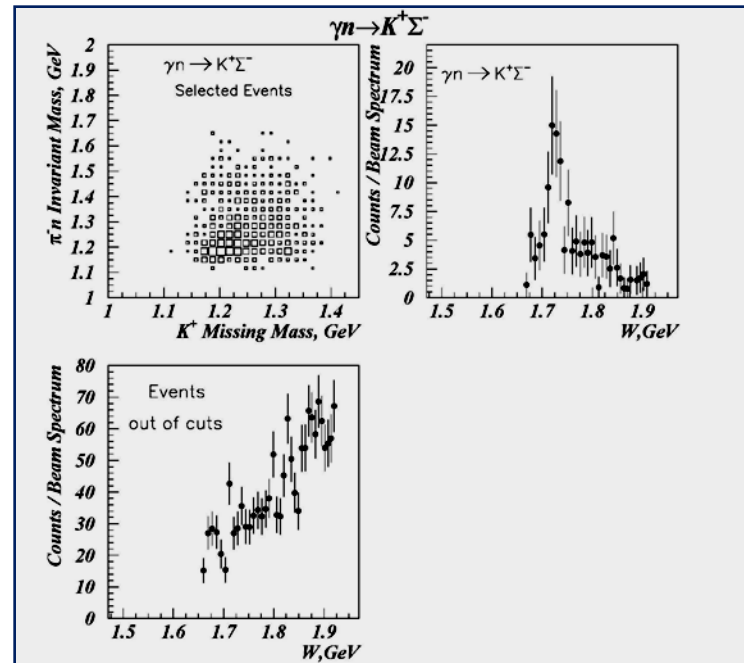 γn→K⁺Σ⁻
π⁻n Invariant Mass, GeV
2
1.9
1.8
1.7
1.6
1.5
1.4
1.3
1.2
1.1
1
γn → K⁺Σ⁻
Selected Events
1 1.1 1.2 1.3 1.4
K⁺ Missing Mass, GeV
Counts / Beam Spectrum
20
17.5
15
12.5
10
7.5
5
2.5
0
γn → K⁺Σ⁻
1.5 1.6 1.7 1.8 1.9
W,GeV
Counts / Beam Spectrum
80
70
60
50
40
30
20
10
0
Events
out of cuts
1.5 1.6 1.7 1.8 1.9
W,GeV